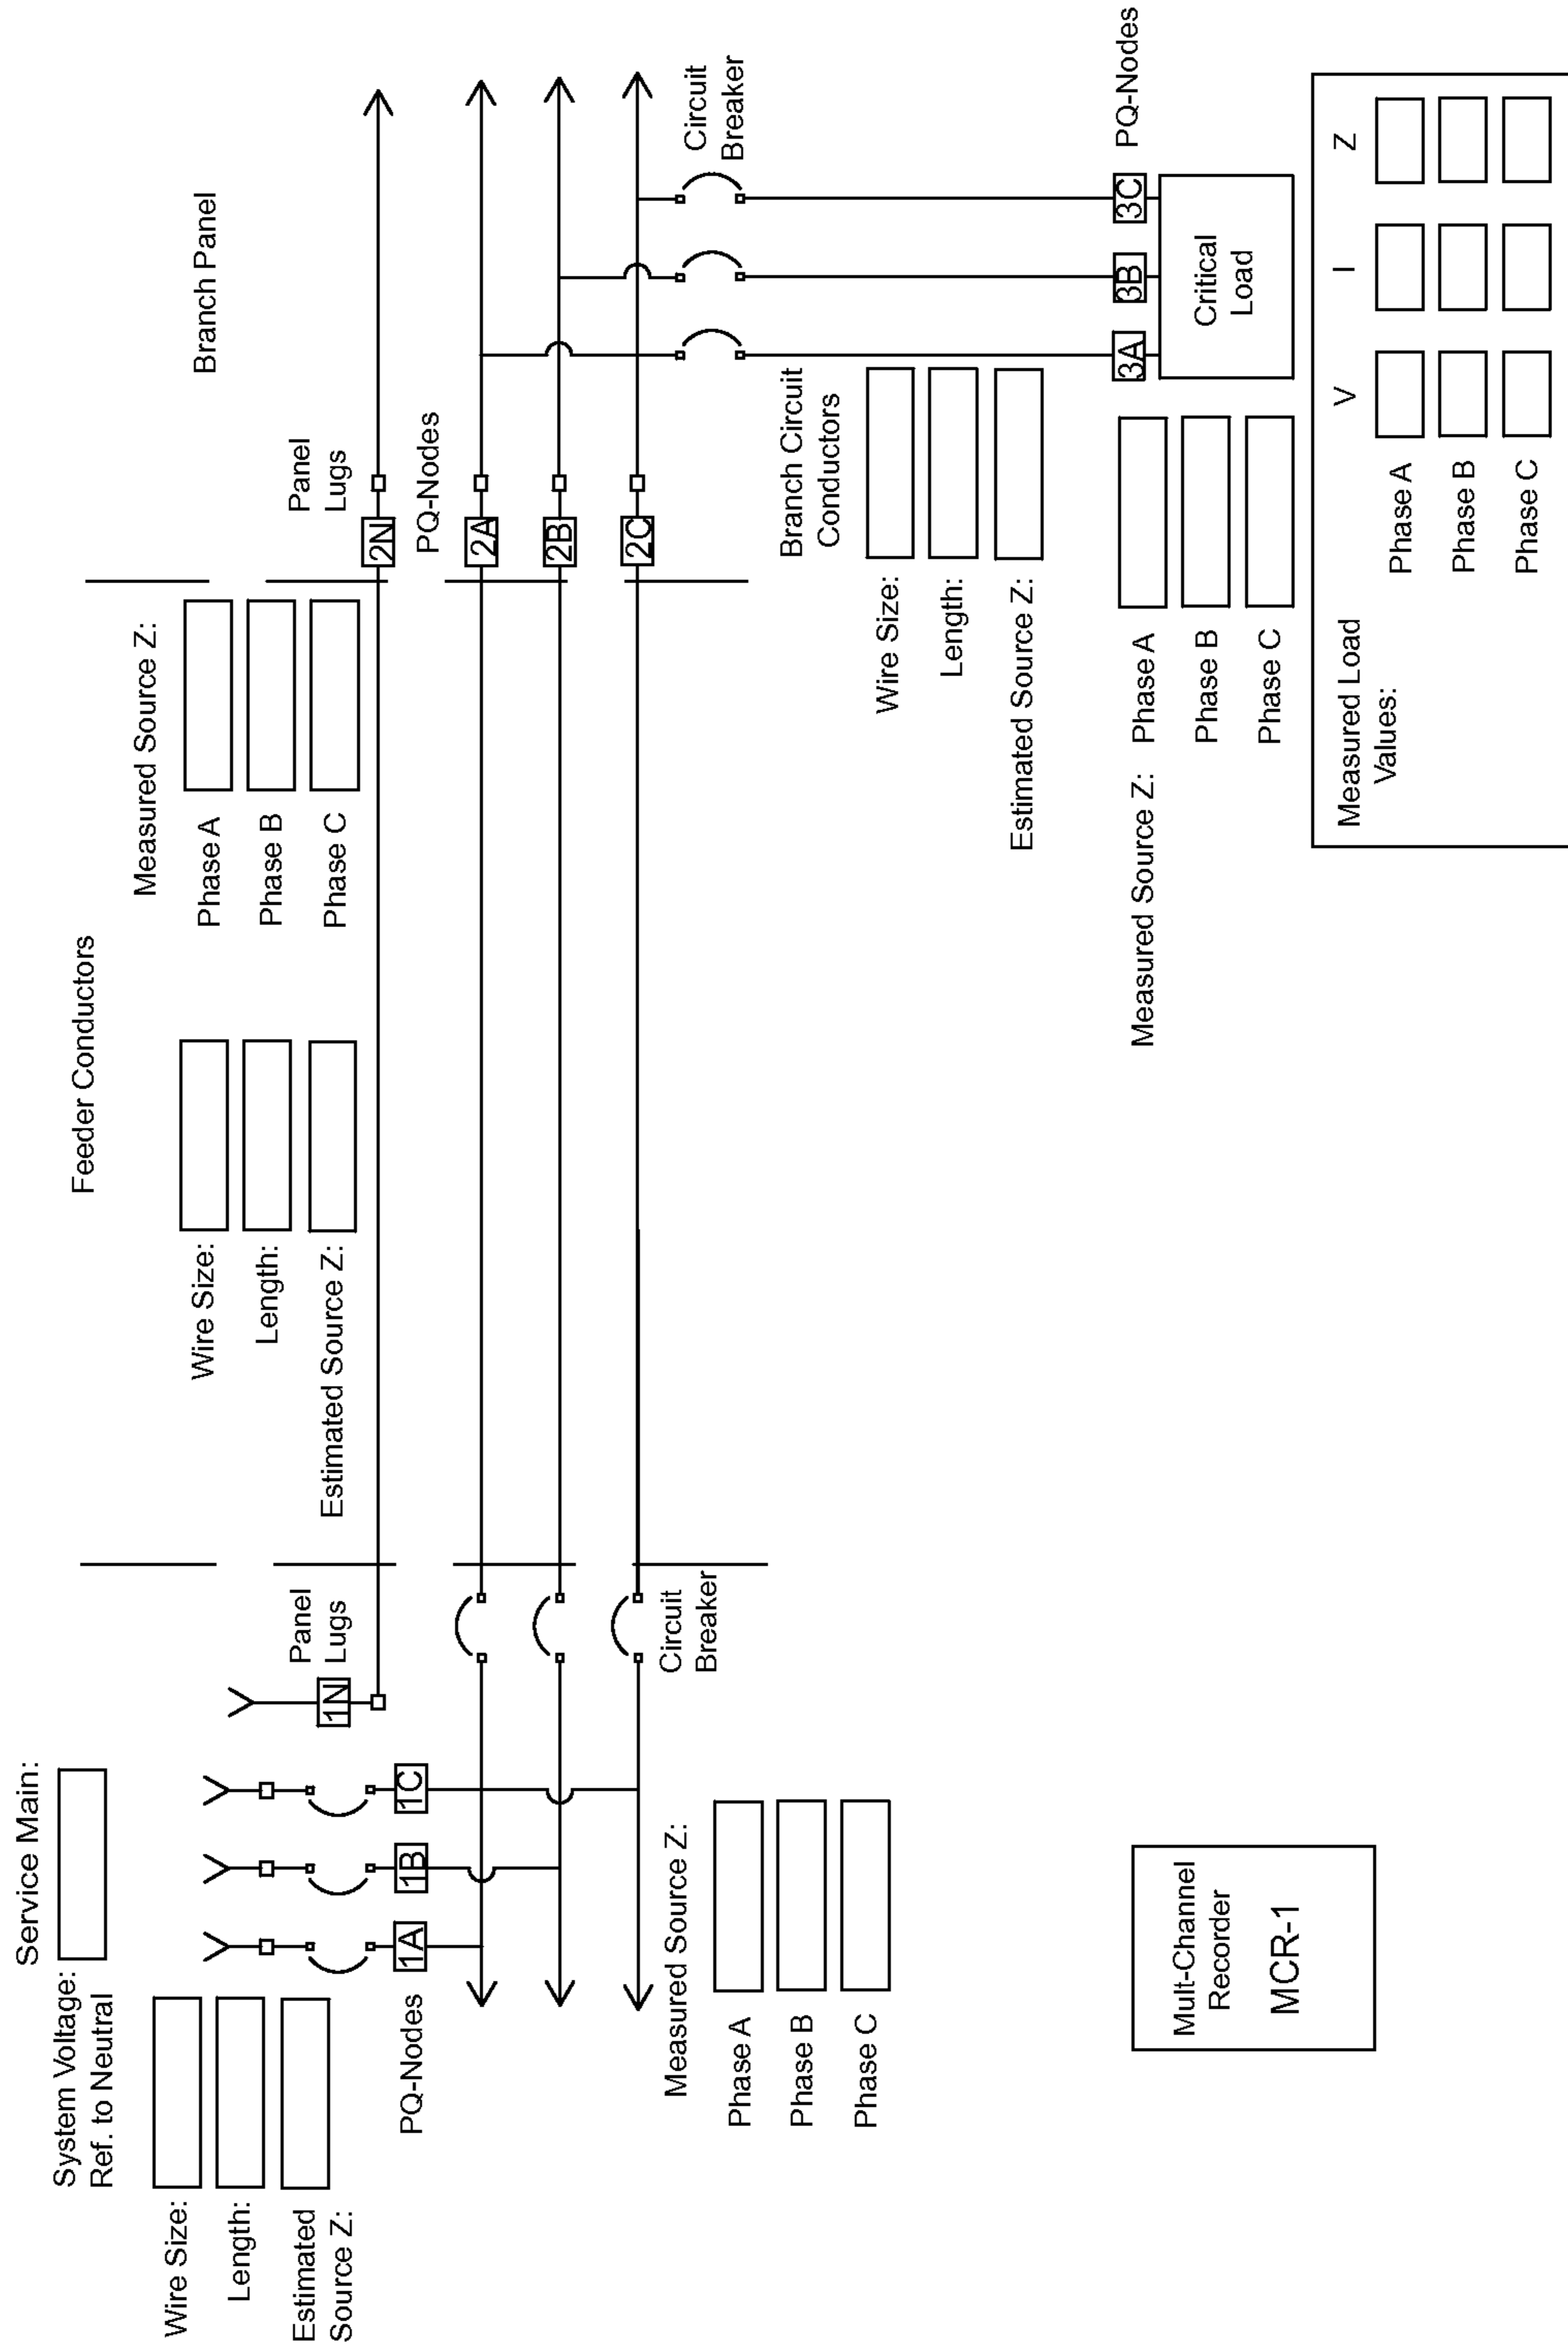 Service Main:
System Voltage:
Ref. to Neutral
Wire Size:
Length:
Estimated
Source Z:
PQ-Nodes
1A
1B
1C
1N
Panel
Lugs
Circuit
Breaker
Measured Source Z:
Phase A
Phase B
Phase C
Mult-Channel
Recorder
MCR-1
Feeder Conductors
Wire Size:
Length:
Estimated Source Z:
Measured Source Z:
Phase A
Phase B
Phase C
Branch Panel
Panel
Lugs
2N
PQ-Nodes
2A
2B
2C
Circuit
Breaker
Branch Circuit
Conductors
Wire Size:
Length:
Estimated Source Z:
3A
3B
3C
PQ-Nodes
Critical
Load
Measured Source Z:
Phase A
Phase B
Phase C
Measured Load
Values:
V I Z
Phase A
Phase B
Phase C